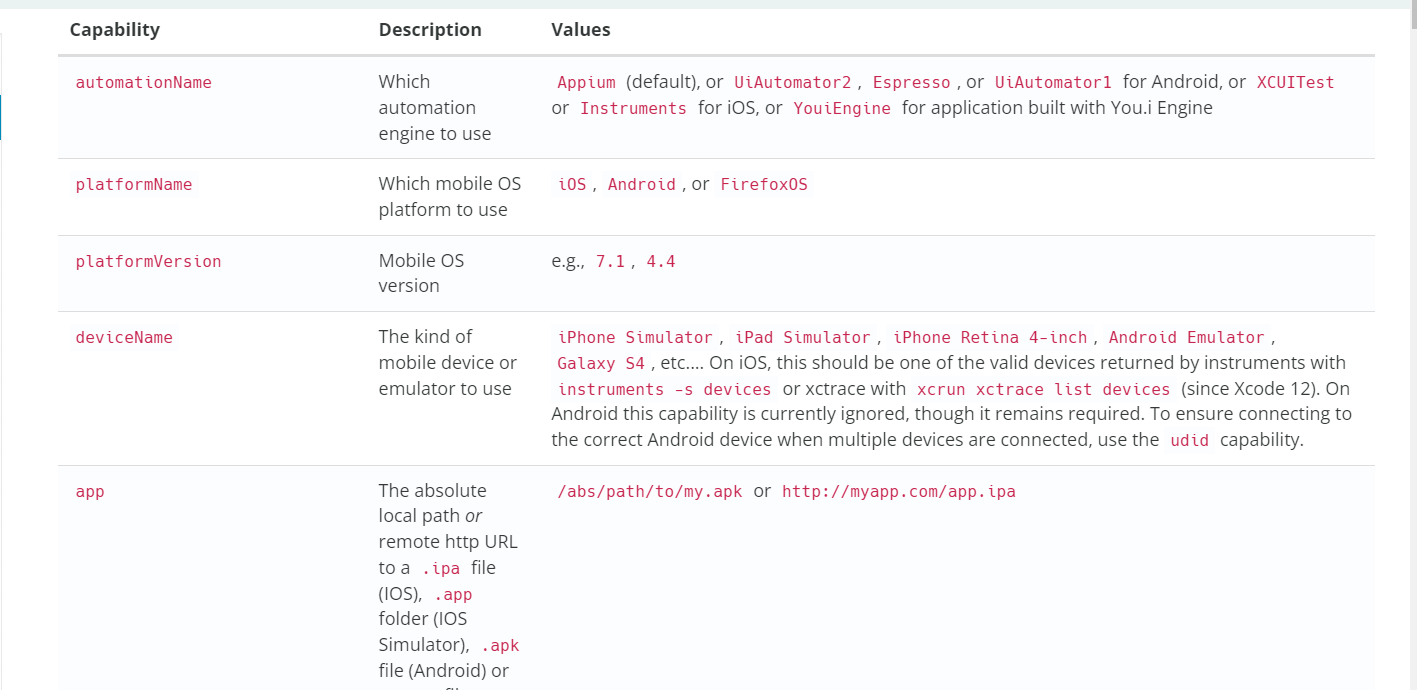 Capability Description Values
automationName Which automation engine to use Appium (default), or UiAutomator2 , Espresso , or UiAutomator1 for Android, or XCUITest
or Instruments for iOS, or YouiEngine for application built with You.i Engine
platformName Which mobile OS platform to use iOS , Android , or FirefoxOS
platformVersion Mobile OS version e.g., 7.1 , 4.4
deviceName The kind of mobile device or emulator to use iPhone Simulator , iPad Simulator , iPhone Retina 4-inch , Android Emulator ,
Galaxy S4 , etc.... On iOS, this should be one of the valid devices returned by instruments with
instruments -s devices or xctrace with xcrun xctrace list devices (since Xcode 12). On
Android this capability is currently ignored, though it remains required. To ensure connecting to
the correct Android device when multiple devices are connected, use the udid capability.
app The absolute
local path or
remote http URL
to a .ipa file
(IOS), .app
folder (IOS
Simulator), .apk
file (Android) or
/abs/path/to/my.apk or http://myapp.com/app.ipa